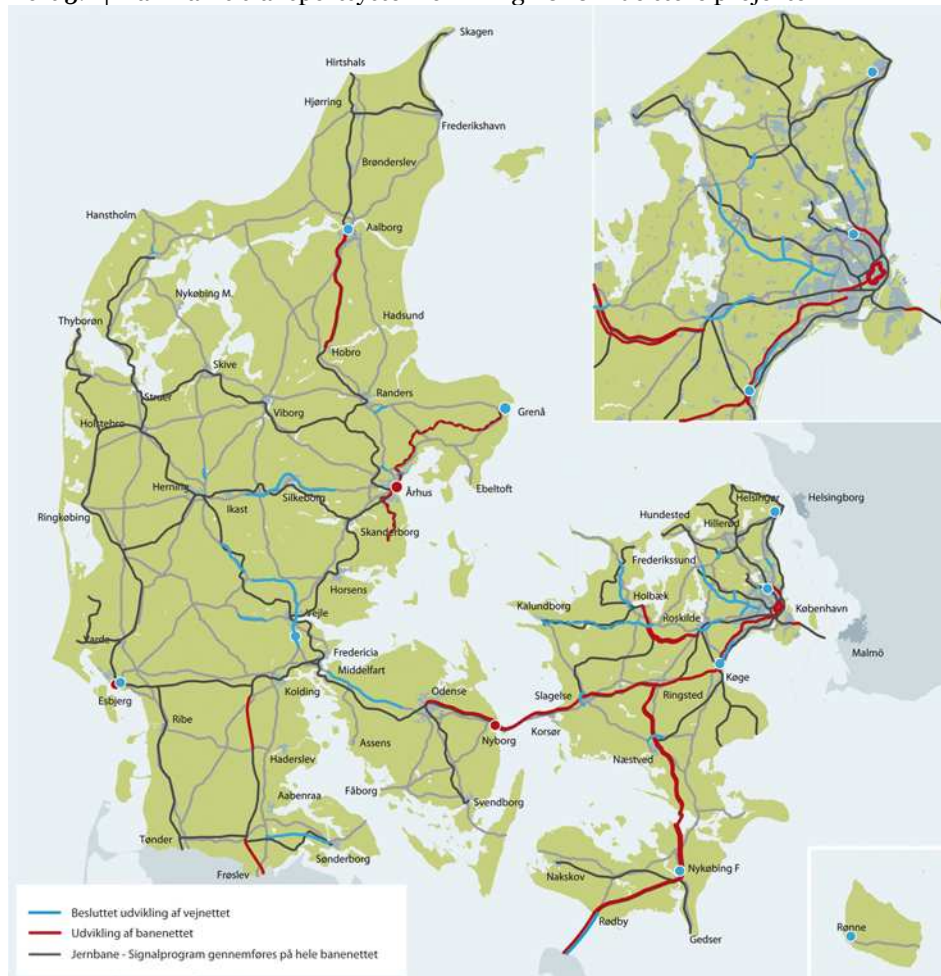 Skagen
Hirtshals
Hjørring
Frederikshavn
Brønderslev
Hanstholm
Aalborg
Nykøbing M.
Thyborøn
Hadsund
Hobro
Skive
Struer
Randers
Viborg
Grenå
Holstebro
Herning
Århus
Ebeltoft
Silkeborg
Ikast
Ringkøbing
Skanderborg
Helsingør
Helsingborg
Hundested
Hillerød
Frederikssund
Horsens
Holbæk
Kalundborg
København
Vejle
Roskilde
Varde
Malmö
Fredericia
Middelfart
Køge
Kolding
Odense
Slagelse
Ringsted
Esbjerg
Ribe
Korsør
Nyborg
Assens
Haderslev
Næstved
Fåborg
Aabenraa
Svendborg
Tønder
Sønderborg
Nykøbing F
Frøslev
Nakskov
Rødby
Gedser
Rønne
Besluttet udvikling af vejnettet
Udvikling af banenettet
Jernbane - Signalprogram gennemføres på hele banenettet